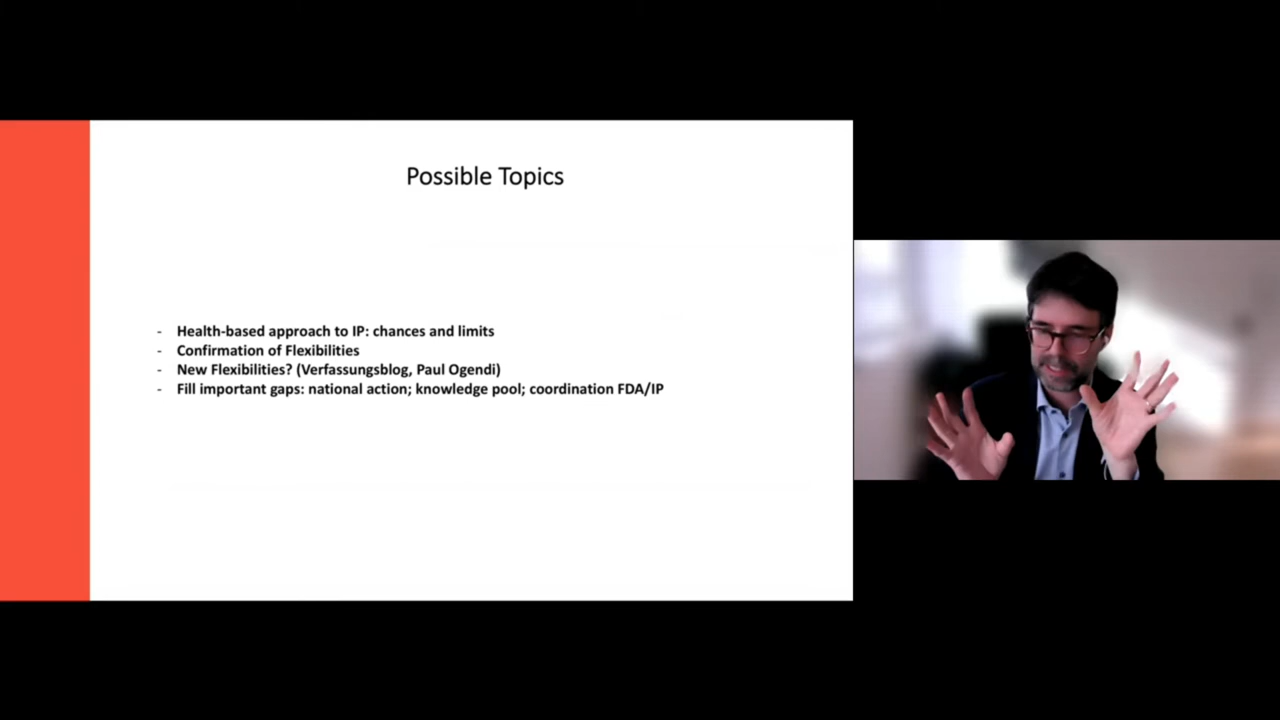 Possible Topics
- Health-based approach to IP: chances and limits
- Confirmation of Flexibilities
- New Flexibilities? (Verfassungsblog, Paul Ogendi)
- Fill important gaps: national action; knowledge pool; coordination FDA/IP